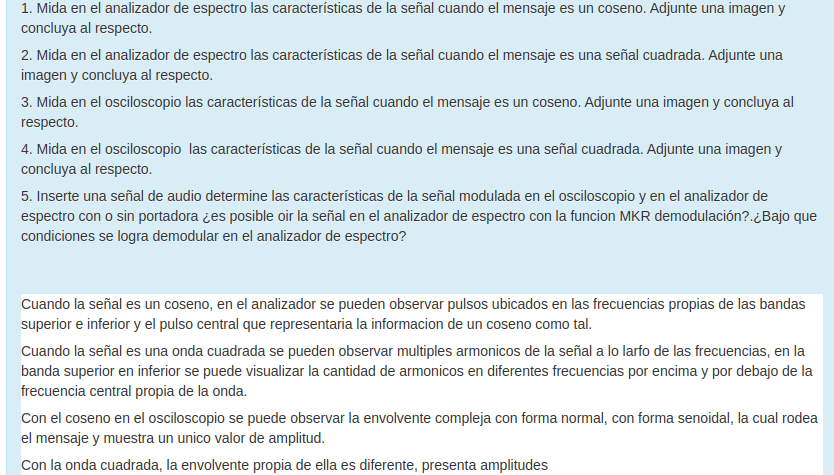 1. Mida en el analizador de espectro las características de la señal cuando el mensaje es un coseno. Adjunte una imagen y
concluya al respecto.
2. Mida en el analizador de espectro las características de la señal cuando el mensaje es una señal cuadrada. Adjunte una
imagen y concluya al respecto.
3. Mida en el osciloscopio las características de la señal cuando el mensaje es un coseno. Adjunte una imagen y concluya al
respecto.
4. Mida en el osciloscopio  las características de la señal cuando el mensaje es una señal cuadrada. Adjunte una imagen y
concluya al respecto.
5. Inserte una señal de audio determine las características de la señal modulada en el osciloscopio y en el analizador de
espectro con o sin portadora ¿es posible oir la señal en el analizador de espectro con la funcion MKR demodulación?.¿Bajo que
condiciones se logra demodular en el analizador de espectro?
Cuando la señal es un coseno, en el analizador se pueden observar pulsos ubicados en las frecuencias propias de las bandas
superior e inferior y el pulso central que representaria la informacion de un coseno como tal.
Cuando la señal es una onda cuadrada se pueden observar multiples armonicos de la señal a lo larfo de las frecuencias, en la
banda superior en inferior se puede visualizar la cantidad de armonicos en diferentes frecuencias por encima y por debajo de la
frecuencia central propia de la onda.
Con el coseno en el osciloscopio se puede observar la envolvente compleja con forma normal, con forma senoidal, la cual rodea
el mensaje y muestra un unico valor de amplitud.
Con la onda cuadrada, la envolvente propia de ella es diferente, presenta amplitudes